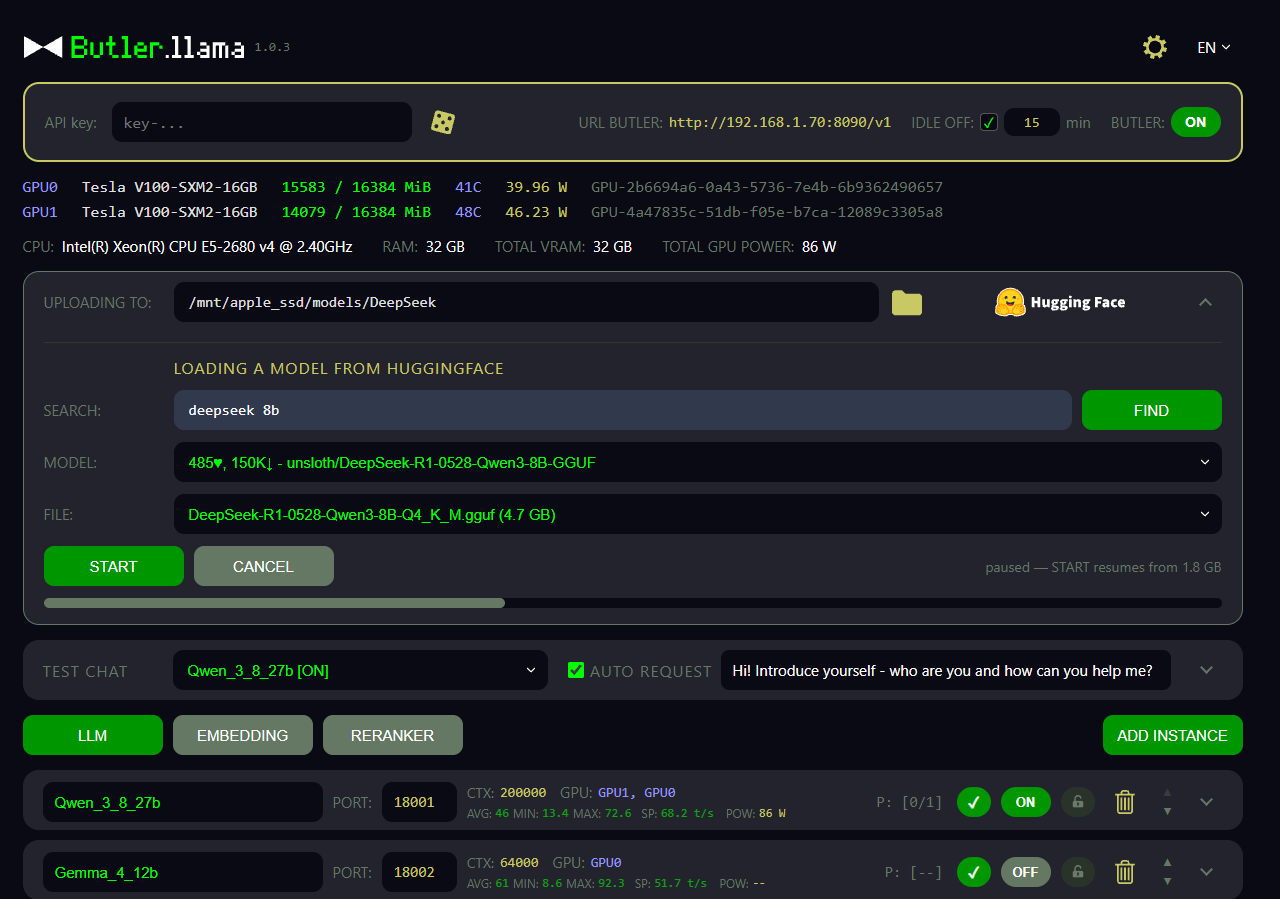 Butler.llama 1.0.3 EN
API key: key-... URL BUTLER: http://192.168.1.70:8090/v1 IDLE OFF: 15 min BUTLER: ON
GPU0 Tesla V100-SXM2-16GB 15583 / 16384 MiB 41C 39.96 W GPU-2b6694a6-0a43-5736-7e4b-6b9362490657
GPU1 Tesla V100-SXM2-16GB 14079 / 16384 MiB 48C 46.23 W GPU-4a47835c-51db-f05e-b7ca-12089c3305a8
CPU: Intel(R) Xeon(R) CPU E5-2680 v4 @ 2.40GHz RAM: 32 GB TOTAL VRAM: 32 GB TOTAL GPU POWER: 86 W
UPLOADING TO: /mnt/apple_ssd/models/DeepSeek Hugging Face
LOADING A MODEL FROM HUGGINGFACE
SEARCH: deepseek 8b FIND
MODEL: 485♥, 150K↓ - unsloth/DeepSeek-R1-0528-Qwen3-8B-GGUF
FILE: DeepSeek-R1-0528-Qwen3-8B-Q4_K_M.gguf (4.7 GB)
START CANCEL paused — START resumes from 1.8 GB
TEST CHAT Qwen_3_8_27b [ON] AUTO REQUEST Hi! Introduce yourself - who are you and how can you help me?
LLM EMBEDDING RERANKER ADD INSTANCE
Qwen_3_8_27b PORT: 18001 CTX: 200000 GPU: GPU1, GPU0 P: [0/1] ON
AVG: 46 MIN: 13.4 MAX: 72.6 SP: 68.2 t/s POW: 86 W
Gemma_4_12b PORT: 18002 CTX: 64000 GPU: GPU0 P: [--] OFF
AVG: 61 MIN: 8.6 MAX: 92.3 SP: 51.7 t/s POW: --